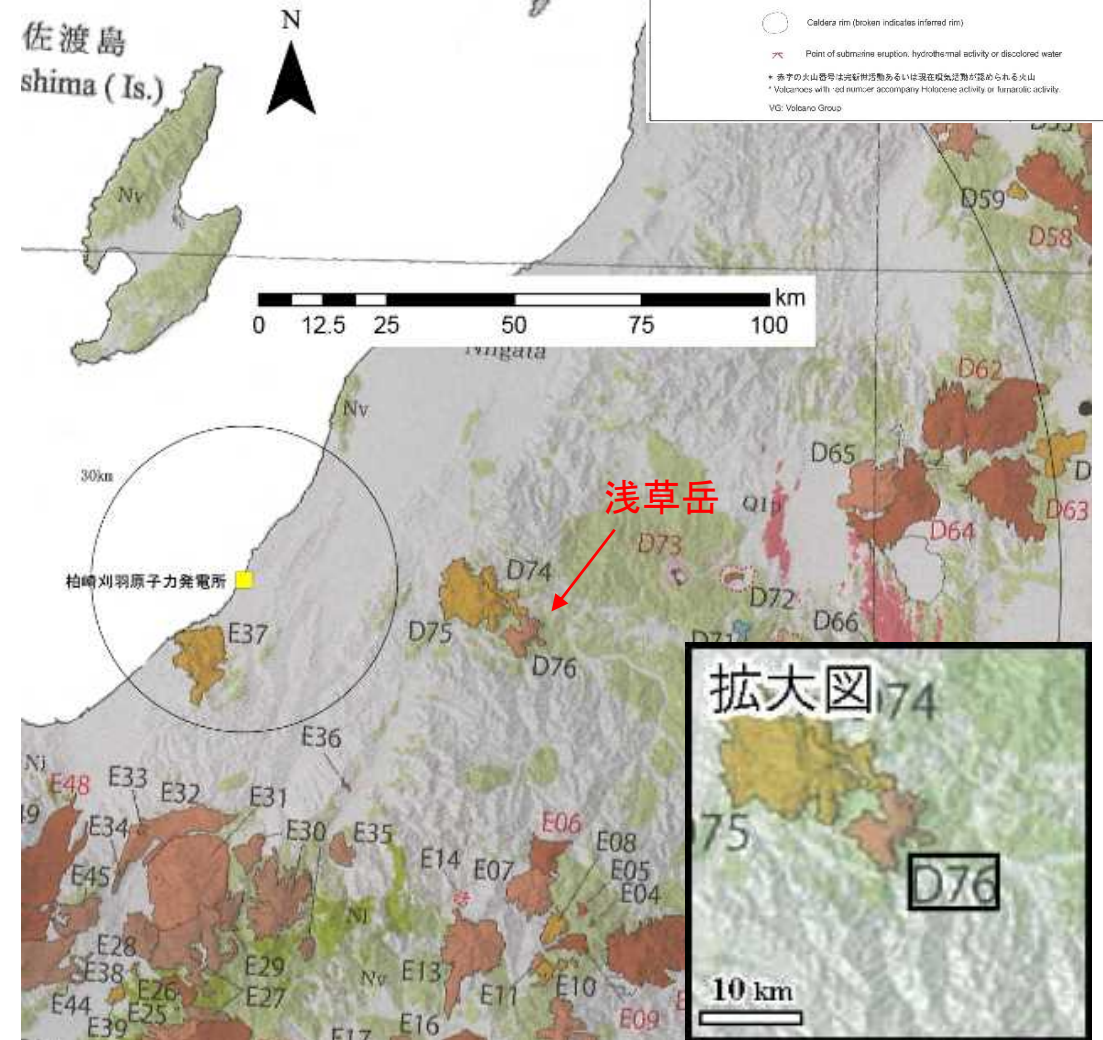 佐渡島
shima ( Is.)
N
Caldera rim (broken indicates inferred rim)
Point of submarine eruption, hydrothermal activity or discolored water
* 赤字の火山番号は完新世活動あるいは現在噴気活動が認められる火山
* Volcanoes with red number accompany Holocene activity or fumarolic activity.
VG: Volcano Group
Nv
D59
D58
km
0 12.5 25 50 75 100
Niigata
Nv
D62
30km
D65
D
浅草岳
Q1p
D63
D64
D73
柏崎刈羽原子力発電所
D74
D72
E37
D75
D66
D71
D76
拡大図
D74
75
D76
10 km
E36
Ni
E48
E33
E32
E31
49
E34
E30
E35
E06
E08
E14
E07
E05
E45
E04
Ni
E28
E38
E29
Nv
E13
E26
E27
E11
E10
E44
E25
E39
E16
E09
E17